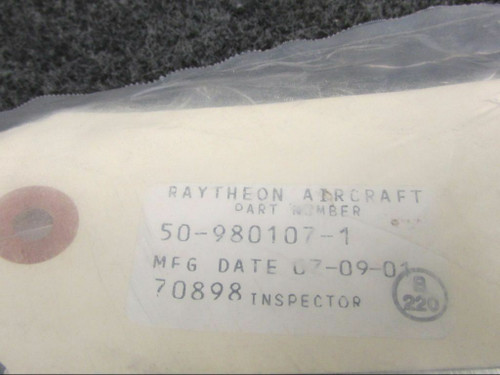 RAYTHEON AIRCRAFT
PART NUMBER
50-980107-1
MFG DATE 07-09-01
70898 INSPECTOR
B
220